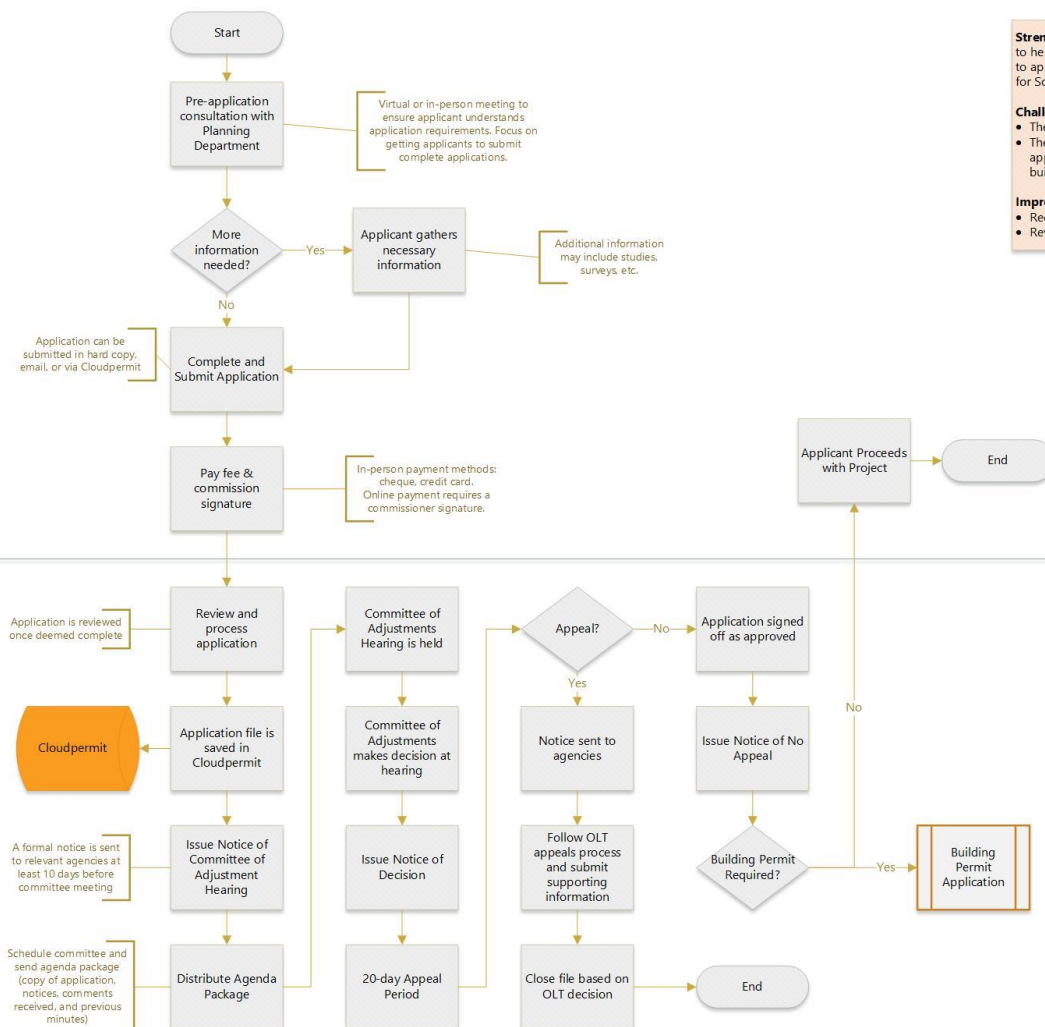 Start
Pre-application
consultation with
Planning
Department
Virtual or in-person meeting to
ensure applicant understands
application requirements. Focus on
getting applicants to submit
complete applications.
More
information
needed?
Yes
Applicant gathers
necessary
information
Additional information
may include studies,
surveys, etc.
No
Application can be
submitted in hard copy,
email, or via Cloudpermit
Complete and
Submit Application
Pay fee &
commission
signature
In-person payment methods:
cheque, credit card.
Online payment requires a
commissioner signature.
Applicant Proceeds
with Project
End
to he
to ap
for So
The
The
app
bui
Application is reviewed
once deemed complete
Review and
process
application
Committee of
Adjustments
Hearing is held
Appeal?
No
Application signed
off as approved
Yes
Cloudpermit
Application file is
saved in
Cloudpermit
Committee of
Adjustments
makes decision at
hearing
Notice sent to
agencies
Issue Notice of No
Appeal
No
A formal notice is sent
to relevant agencies at
least 10 days before
committee meeting
Issue Notice of
Committee of
Adjustment
Hearing
Issue Notice of
Decision
Follow OLT
appeals process
and submit
supporting
information
Building Permit
Required?
Yes
Building
Permit
Application
Schedule committee and
send agenda package
(copy of application,
notices, comments
received, and previous
minutes)
Distribute Agenda
Package
20-day Appeal
Period
Close file based on
OLT decision
End